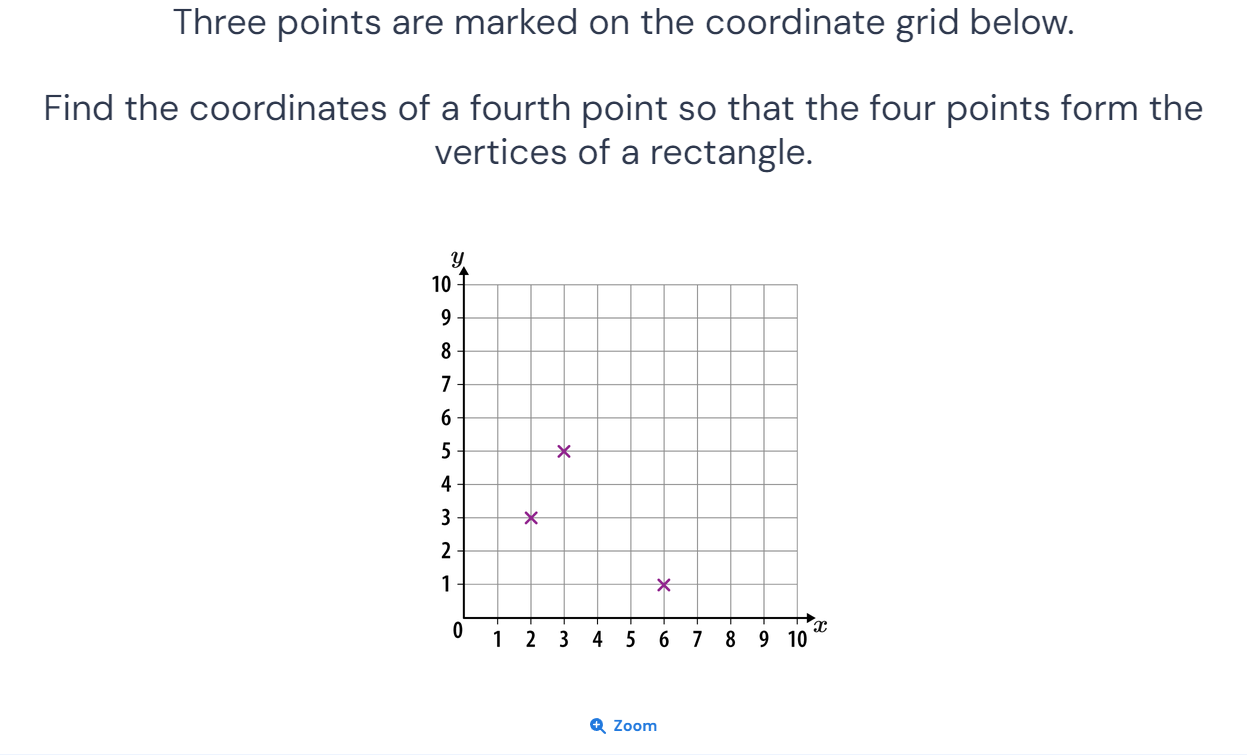 Three points are marked on the coordinate grid below.
Find the coordinates of a fourth point so that the four points form the
vertices of a rectangle.
y
10
9
8
7
6
5
4
3
2
1
0
1 2 3 4 5 6 7 8 9 10
x
Zoom